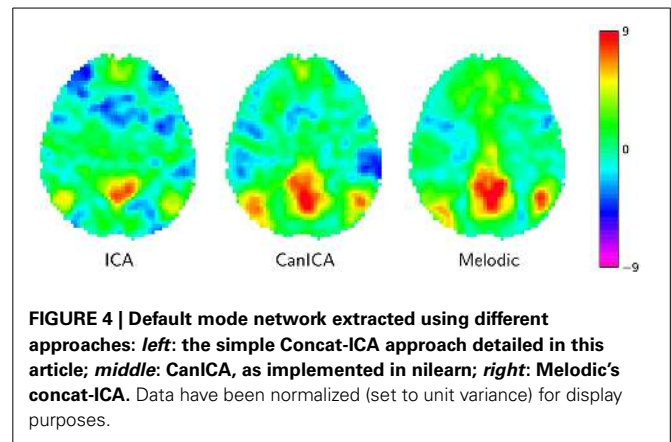 9
0
−9
ICA CanICA Melodic
FIGURE 4 | Default mode network extracted using different
approaches: left: the simple Concat-ICA approach detailed in this
article; middle: CanICA, as implemented in nilearn; right: Melodic's
concat-ICA. Data have been normalized (set to unit variance) for display
purposes.